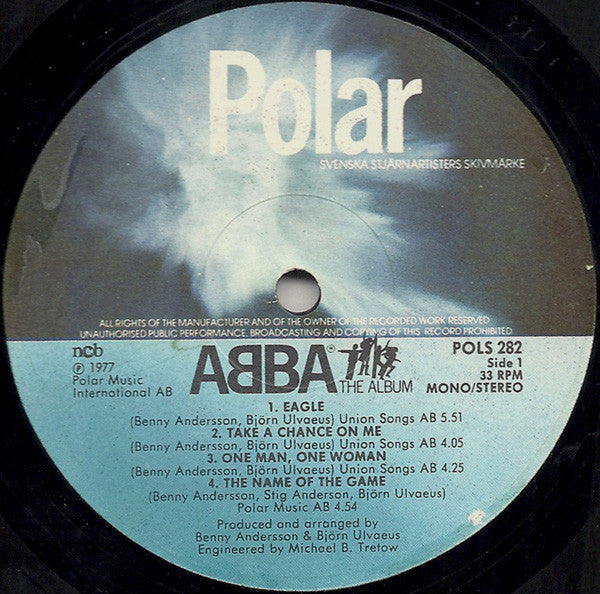 Polar
SVENSKA STJÄRNARTISTERS SKIVMÄRKE
ALL RIGHTS OF THE MANUFACTURER AND OF THE OWNER OF THE RECORDED WORK RESERVED
UNAUTHORISED PUBLIC PERFORMANCE, BROADCASTING AND COPYING OF THIS RECORD PROHIBITED
ncb
Ⓟ 1977
Polar Music
International AB
AᗺBA®
THE ALBUM
POLS 282
Side 1
33 RPM
MONO/STEREO
1. EAGLE
(Benny Andersson, Björn Ulvaeus) Union Songs AB 5.51
2. TAKE A CHANCE ON ME
(Benny Andersson, Björn Ulvaeus) Union Songs AB 4.05
3. ONE MAN, ONE WOMAN
(Benny Andersson, Björn Ulvaeus) Union Songs AB 4.25
4. THE NAME OF THE GAME
(Benny Andersson, Stig Anderson, Björn Ulvaeus)
Polar Music AB 4.54
Produced and arranged by
Benny Andersson & Björn Ulvaeus
Engineered by Michael B. Tretow